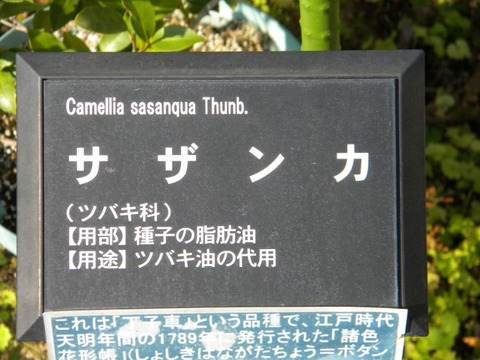 Camellia sasanqua Thunb.
サザンカ
（ツバキ科）
【用部】種子の脂肪油
【用途】ツバキ油の代用
これは「丁子車」という品種で、江戸時代
天明年間の1789年に発行された「諸色
花形帳」（しょしきはながたちょう＝ボタン